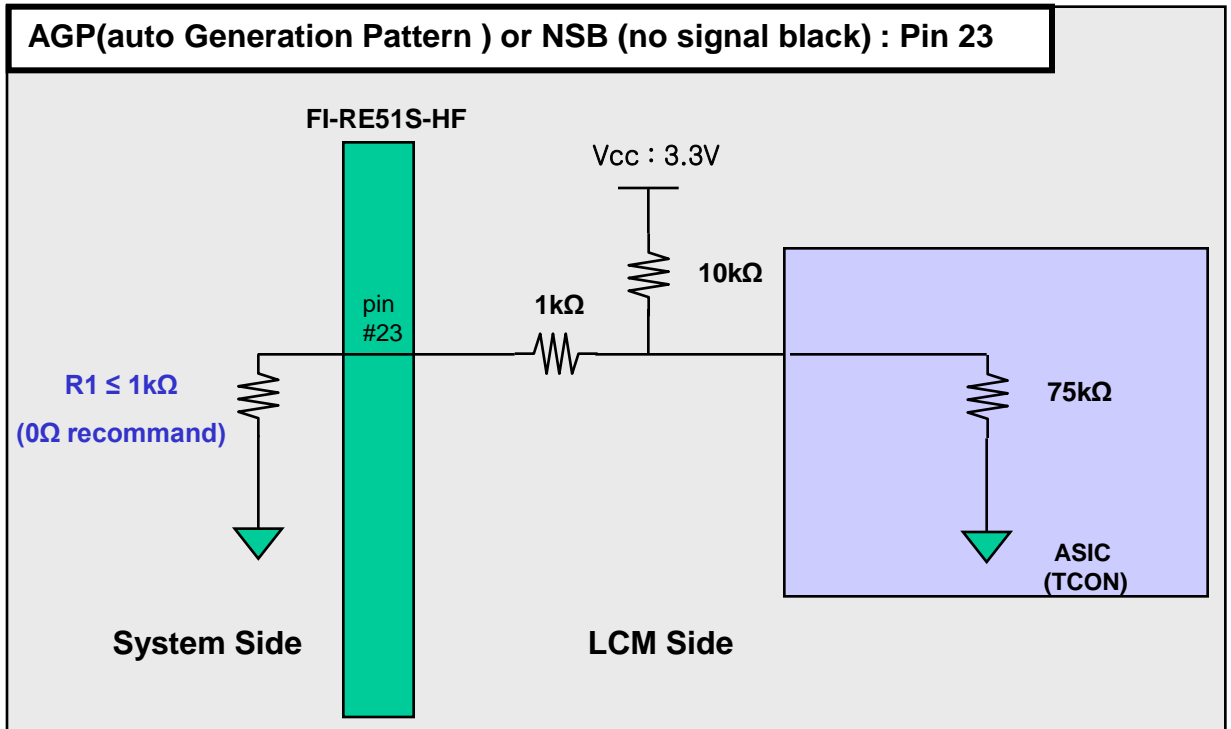 AGP(auto Generation Pattern ) or NSB (no signal black) : Pin 23
FI-RE51S-HF
Vcc : 3.3V
10kΩ
1kΩ
pin
#23
R1 ≤ 1kΩ
(0Ω recommand)
75kΩ
ASIC
(TCON)
System Side
LCM Side